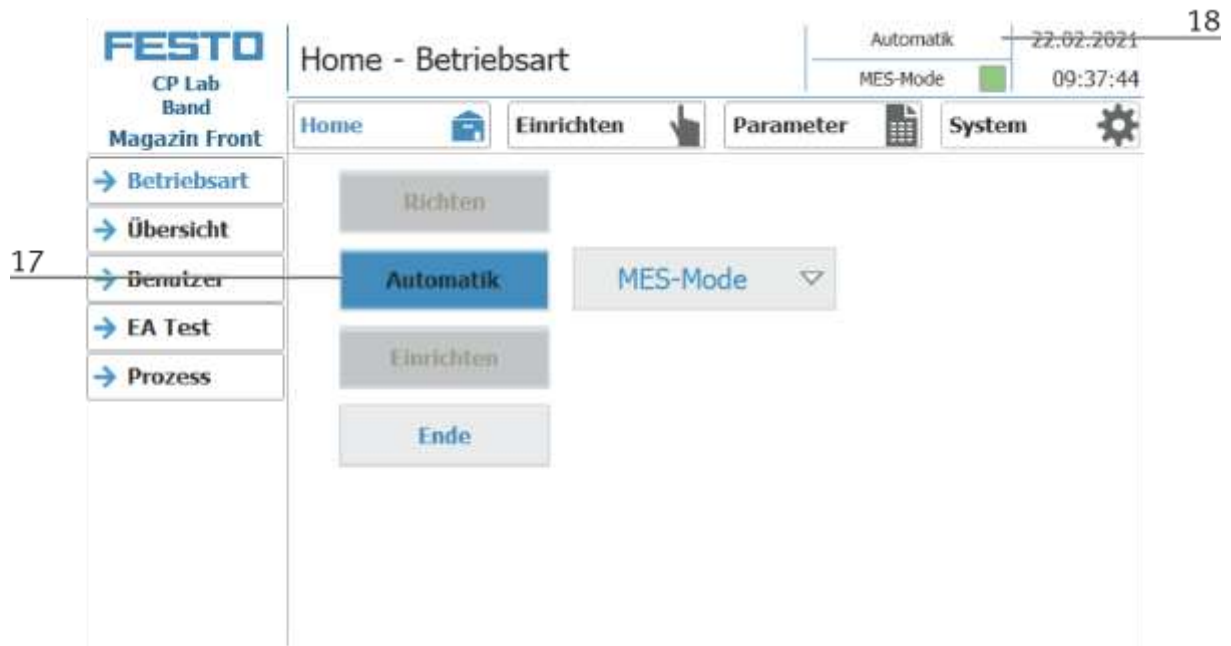 18
FESTO
CP Lab
Band
Magazin Front
Home - Betriebsart
Automatik
22.02.2021
MES-Mode
09:37:44
Home
Einrichten
Parameter
System
Betriebsart
Übersicht
Benutzer
EA Test
Prozess
17
Richten
Automatik
MES-Mode
Einrichten
Ende